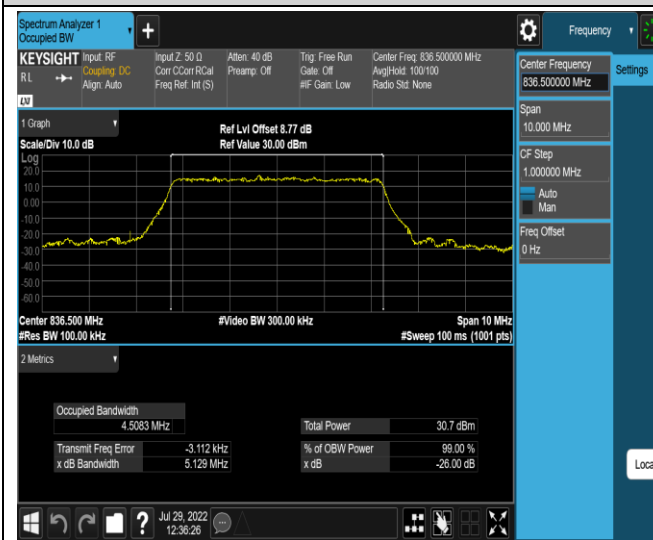 Spectrum Analyzer 1
Occupied BW
+
Frequency
KEYSIGHT
RL
LXI
Input: RF
Coupling: DC
Align: Auto
Input Z: 50 Ω
Corr CCorr RCal
Freq Ref: Int (S)
Atten: 40 dB
Preamp: Off
Trig: Free Run
Gate: Off
#IF Gain: Low
Center Freq: 836.500000 MHz
Avg|Hold: 100/100
Radio Std: None
Center Frequency
836.500000 MHz
Settings
Span
10.000 MHz
CF Step
1.000000 MHz
Auto
Man
Freq Offset
0 Hz
1 Graph
Scale/Div 10.0 dB
Ref Lvl Offset 8.77 dB
Ref Value 30.00 dBm
Log
20.0
10.0
0.00
-10.0
-20.0
-30.0
-40.0
-50.0
-60.0
Center 836.500 MHz
#Video BW 300.00 kHz
Span 10 MHz
#Res BW 100.00 kHz
#Sweep 100 ms (1001 pts)
2 Metrics
Occupied Bandwidth
4.5083 MHz
Total Power 30.7 dBm
Transmit Freq Error -3.112 kHz
% of OBW Power 99.00 %
x dB Bandwidth 5.129 MHz
x dB -26.00 dB
Loca
?
Jul 29, 2022
12:36:26